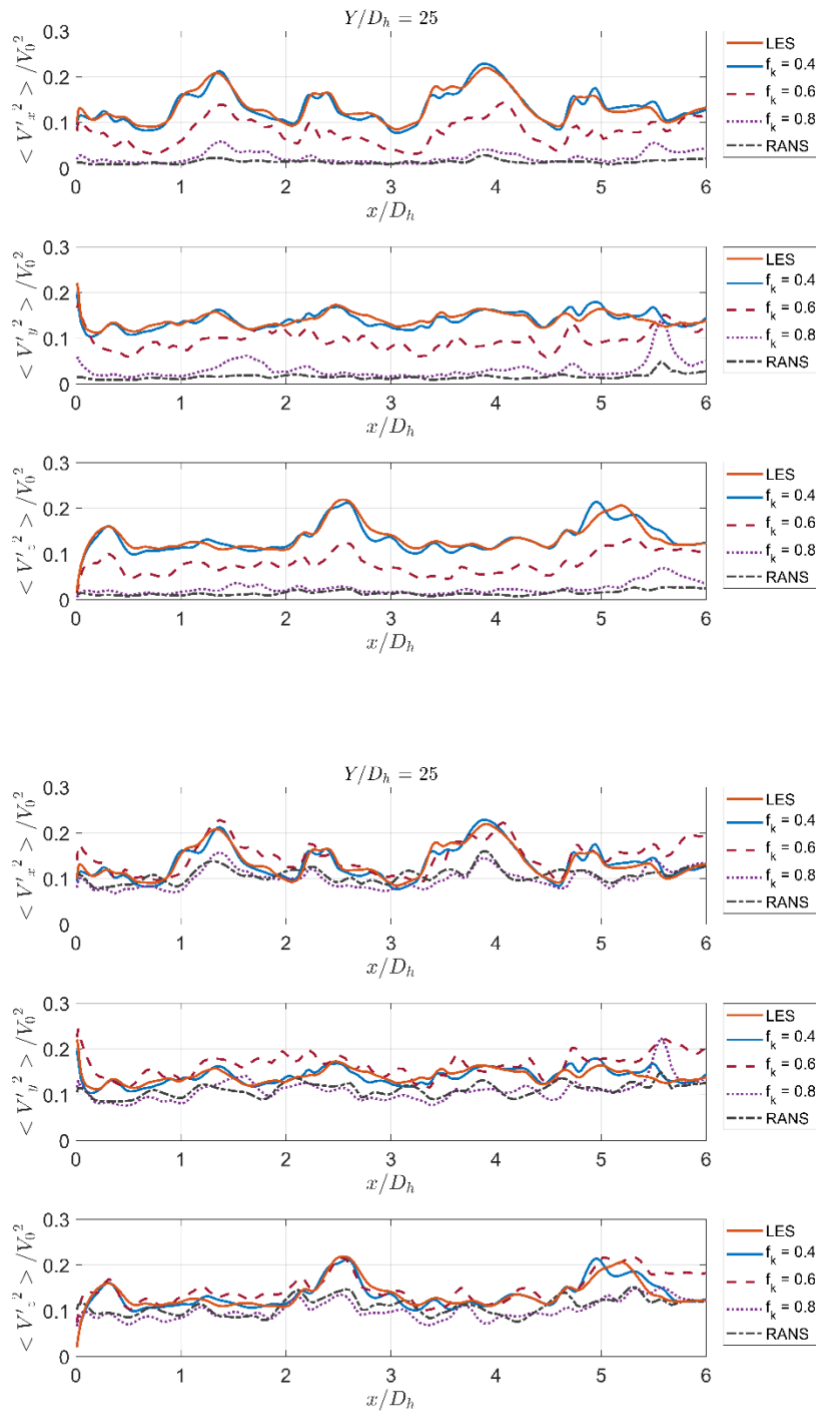 Y/D_h = 25
<V'_x^2>/V_0^2
0.3
0.2
0.1
0
0 1 2 3 4 5 6
x/D_h
LES
f_k = 0.4
f_k = 0.6
f_k = 0.8
RANS
<V'_y^2>/V_0^2
0.3
0.2
0.1
0
0 1 2 3 4 5 6
x/D_h
LES
f_k = 0.4
f_k = 0.6
f_k = 0.8
RANS
<V'_z^2>/V_0^2
0.3
0.2
0.1
0
0 1 2 3 4 5 6
x/D_h
LES
f_k = 0.4
f_k = 0.6
f_k = 0.8
RANS
Y/D_h = 25
<V'_x^2>/V_0^2
0.3
0.2
0.1
0
0 1 2 3 4 5 6
x/D_h
LES
f_k = 0.4
f_k = 0.6
f_k = 0.8
RANS
<V'_y^2>/V_0^2
0.3
0.2
0.1
0
0 1 2 3 4 5 6
x/D_h
LES
f_k = 0.4
f_k = 0.6
f_k = 0.8
RANS
<V'_z^2>/V_0^2
0.3
0.2
0.1
0
0 1 2 3 4 5 6
x/D_h
LES
f_k = 0.4
f_k = 0.6
f_k = 0.8
RANS